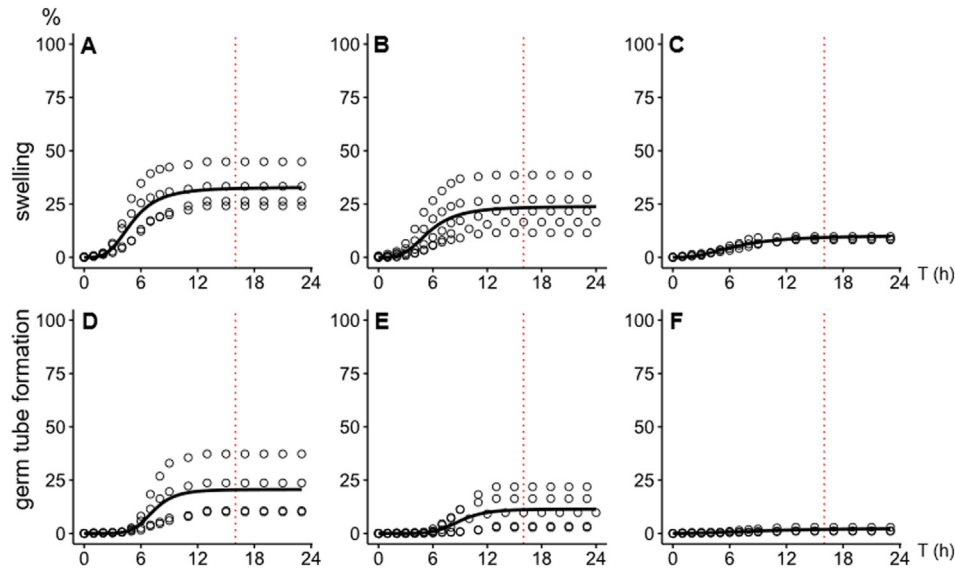 %
A B C
100 100 100
75 75 75
swelling
50 50 50
25 25 25
0 0 0
0 6 12 18 24 0 6 12 18 24 0 6 12 18 24 T (h)
D E F
100 100 100
75 75 75
germ tube formation
50 50 50
25 25 25
0 0 0
0 6 12 18 24 0 6 12 18 24 0 6 12 18 24 T (h)